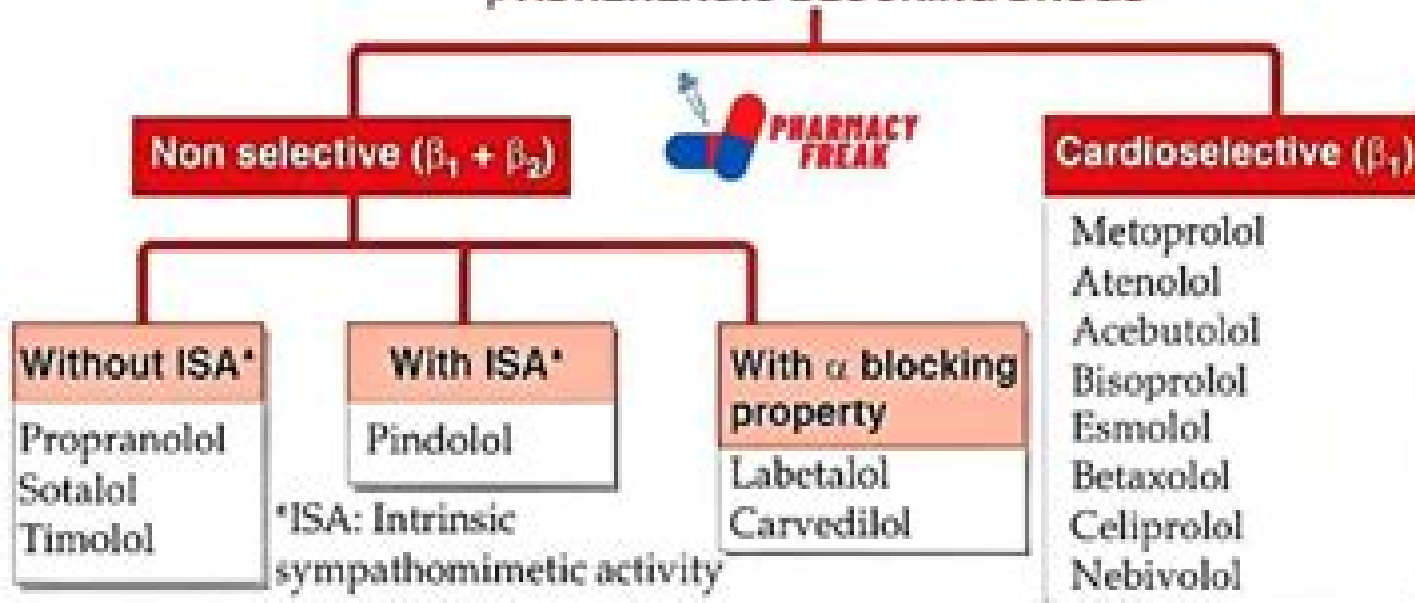 Non selective (β₁ + β₂)
PHARMACY
FREAK
Cardioselective (β₁)
Without ISA*
Propranolol
Sotalol
Timolol
With ISA*
Pindolol
*ISA: Intrinsic
sympathomimetic activity
With α blocking
property
Labetalol
Carvedilol
Metoprolol
Atenolol
Acebutolol
Bisoprolol
Esmolol
Betaxolol
Celiprolol
Nebivolol